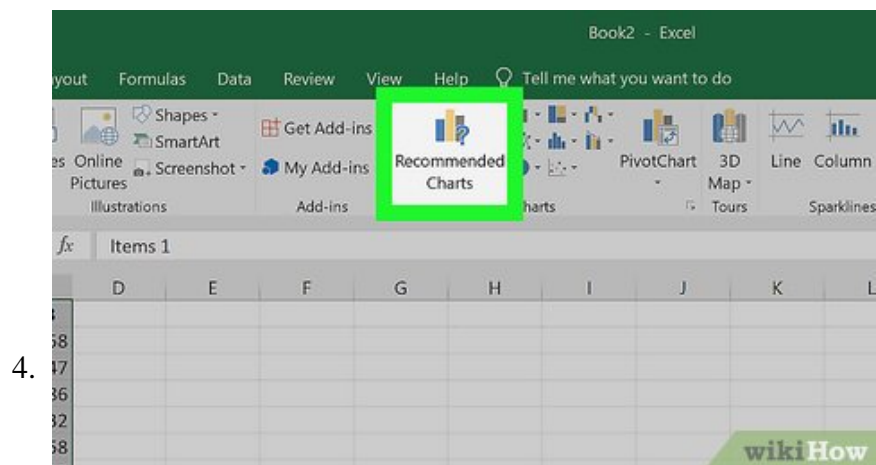 Book2 - Excel
yout Formulas Data Review View Help Tell me what you want to do
Shapes
SmartArt
Screenshot
es Online Pictures
Illustrations
Get Add-ins
My Add-ins
Add-ins
Recommended
Charts
harts
PivotChart
3D
Map
Tours
Line Column
Sparklines
fx Items 1
D E F G H I J K L
58
47
36
32
58
4.
wikiHow